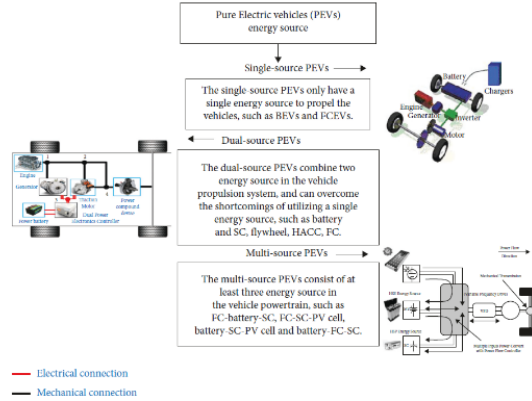 Pure Electric vehicles (PEVs)
energy source
Single-source PEVs
The single-source PEVs only have a
single energy source to propel the
vehicles, such as BEVs and FCEVs.
Battery
Chargers
Engine
Generator
Inverter
Motor
Dual-source PEVs
The dual-source PEVs combine two
energy source in the vehicle
propulsion system, and can overcome
the shortcomings of utilizing a single
energy source, such as battery
and SC, flywheel, HACC, FC.
Engine
Generator
Motor
Power
compound
device
Power battery
Dual Power
Electronics Controller
Multi-source PEVs
The multi-source PEVs consist of at
least three energy source in
the vehicle powertrain, such as
FC-battery-SC, FC-SC-PV cell,
battery-SC-PV cell and battery-FC-SC.
Power Flow
Direction
Mechanical Transmission
Electrical connection
Mechanical connection